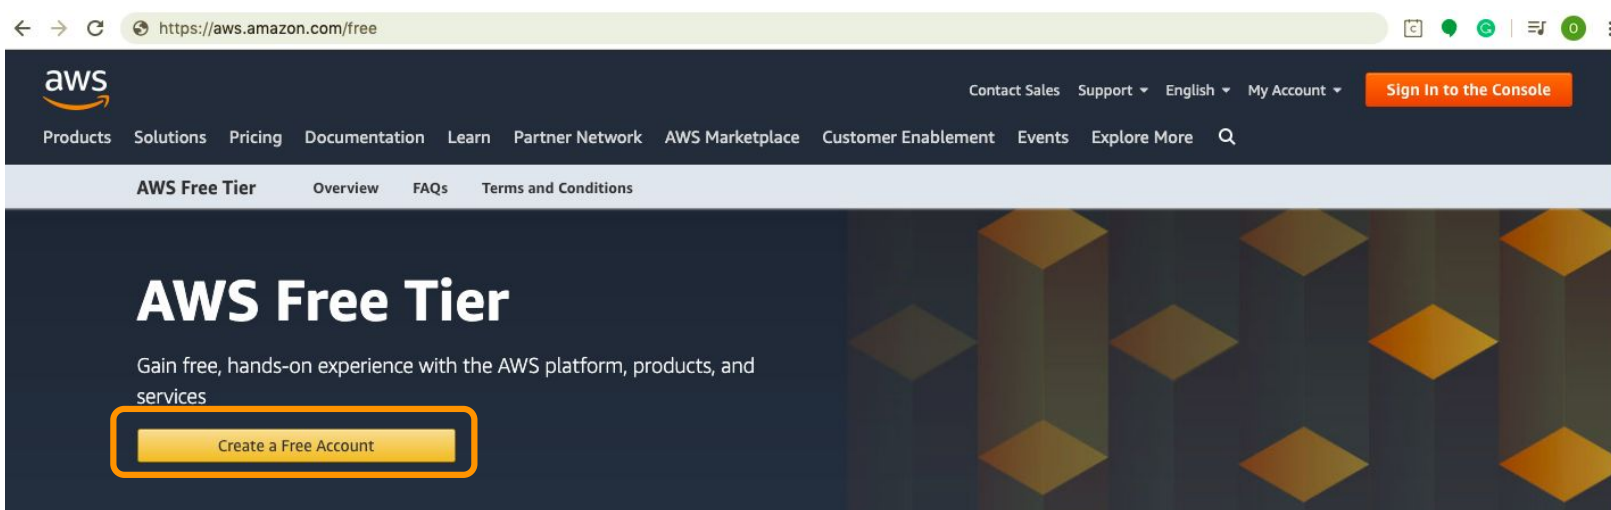 https://aws.amazon.com/free
C
G
O
aws
Contact Sales Support English My Account Sign In to the Console
Products Solutions Pricing Documentation Learn Partner Network AWS Marketplace Customer Enablement Events Explore More
AWS Free Tier Overview FAQs Terms and Conditions
AWS Free Tier
Gain free, hands-on experience with the AWS platform, products, and
services
Create a Free Account